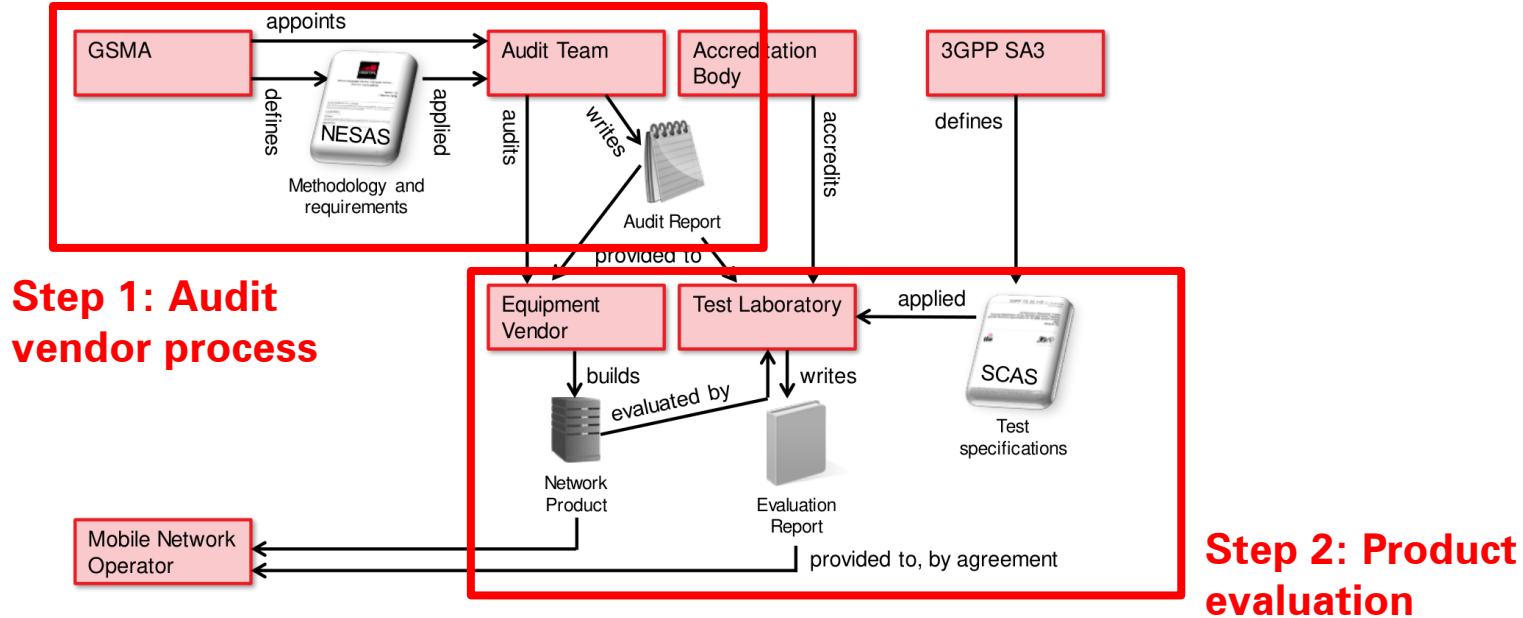 appoints
GSMA
Audit Team
Accreditation
Body
3GPP SA3
defines
applied
audits
writes
accredits
defines
NESAS
Methodology and
requirements
Audit Report
provided to
Step 1: Audit
vendor process
Equipment
Vendor
Test Laboratory
applied
SCAS
builds
evaluated by
writes
Test
specifications
Network
Product
Evaluation
Report
Mobile Network
Operator
provided to, by agreement
Step 2: Product
evaluation